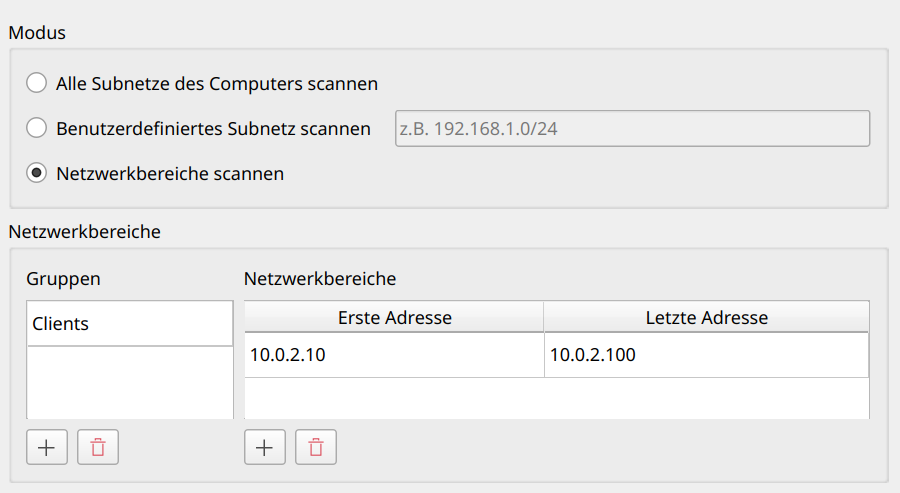 Modus
Alle Subnetze des Computers scannen
Benutzerdefiniertes Subnetz scannen z.B. 192.168.1.0/24
Netzwerkbereiche scannen
Netzwerkbereiche
Gruppen Netzwerkbereiche
Clients Erste Adresse Letzte Adresse
10.0.2.10 10.0.2.100